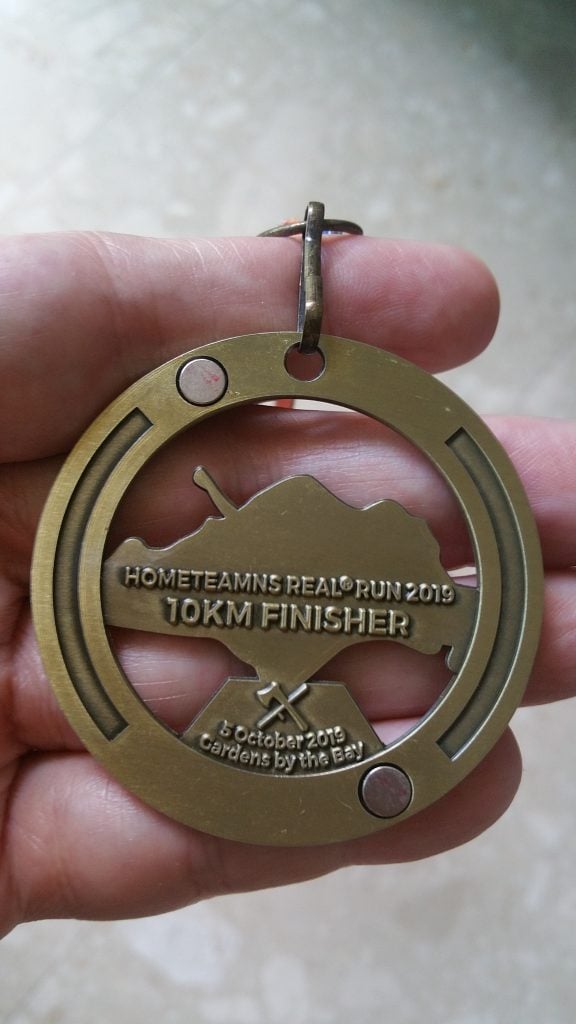 HOMETEAMNS REAL® RUN 2019
10KM FINISHER
5 October 2019
Gardens by the Bay